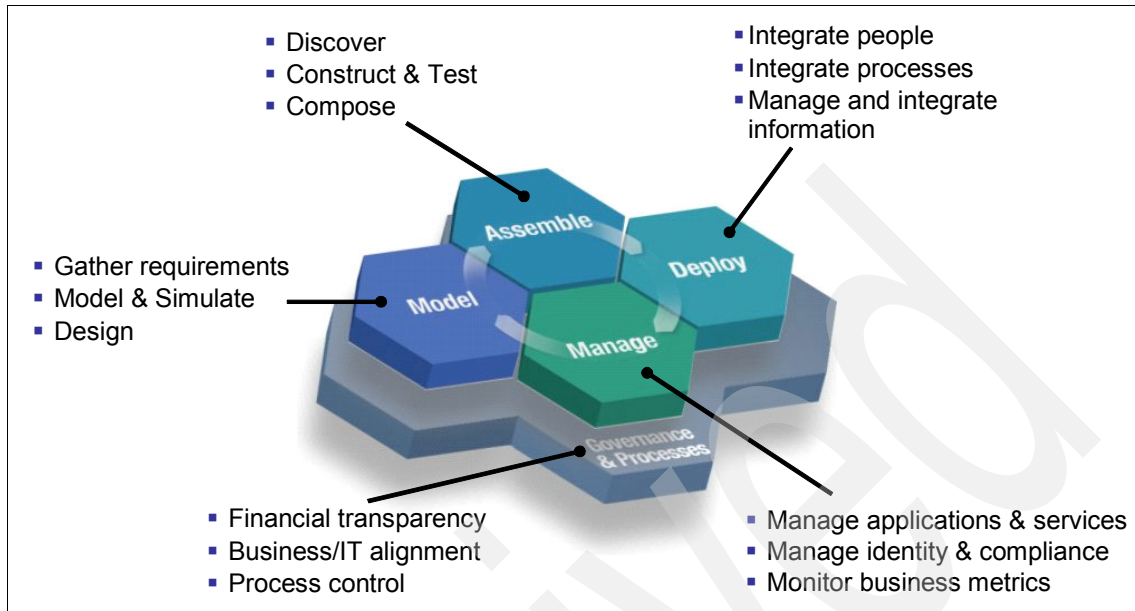 ▪ Discover
▪ Construct & Test
▪ Compose
▪ Integrate people
▪ Integrate processes
▪ Manage and integrate
information
Assemble
Deploy
▪ Gather requirements
▪ Model & Simulate
▪ Design
Model
Manage
Governance
& Processes
▪ Financial transparency
▪ Business/IT alignment
▪ Process control
▪ Manage applications & services
▪ Manage identity & compliance
▪ Monitor business metrics